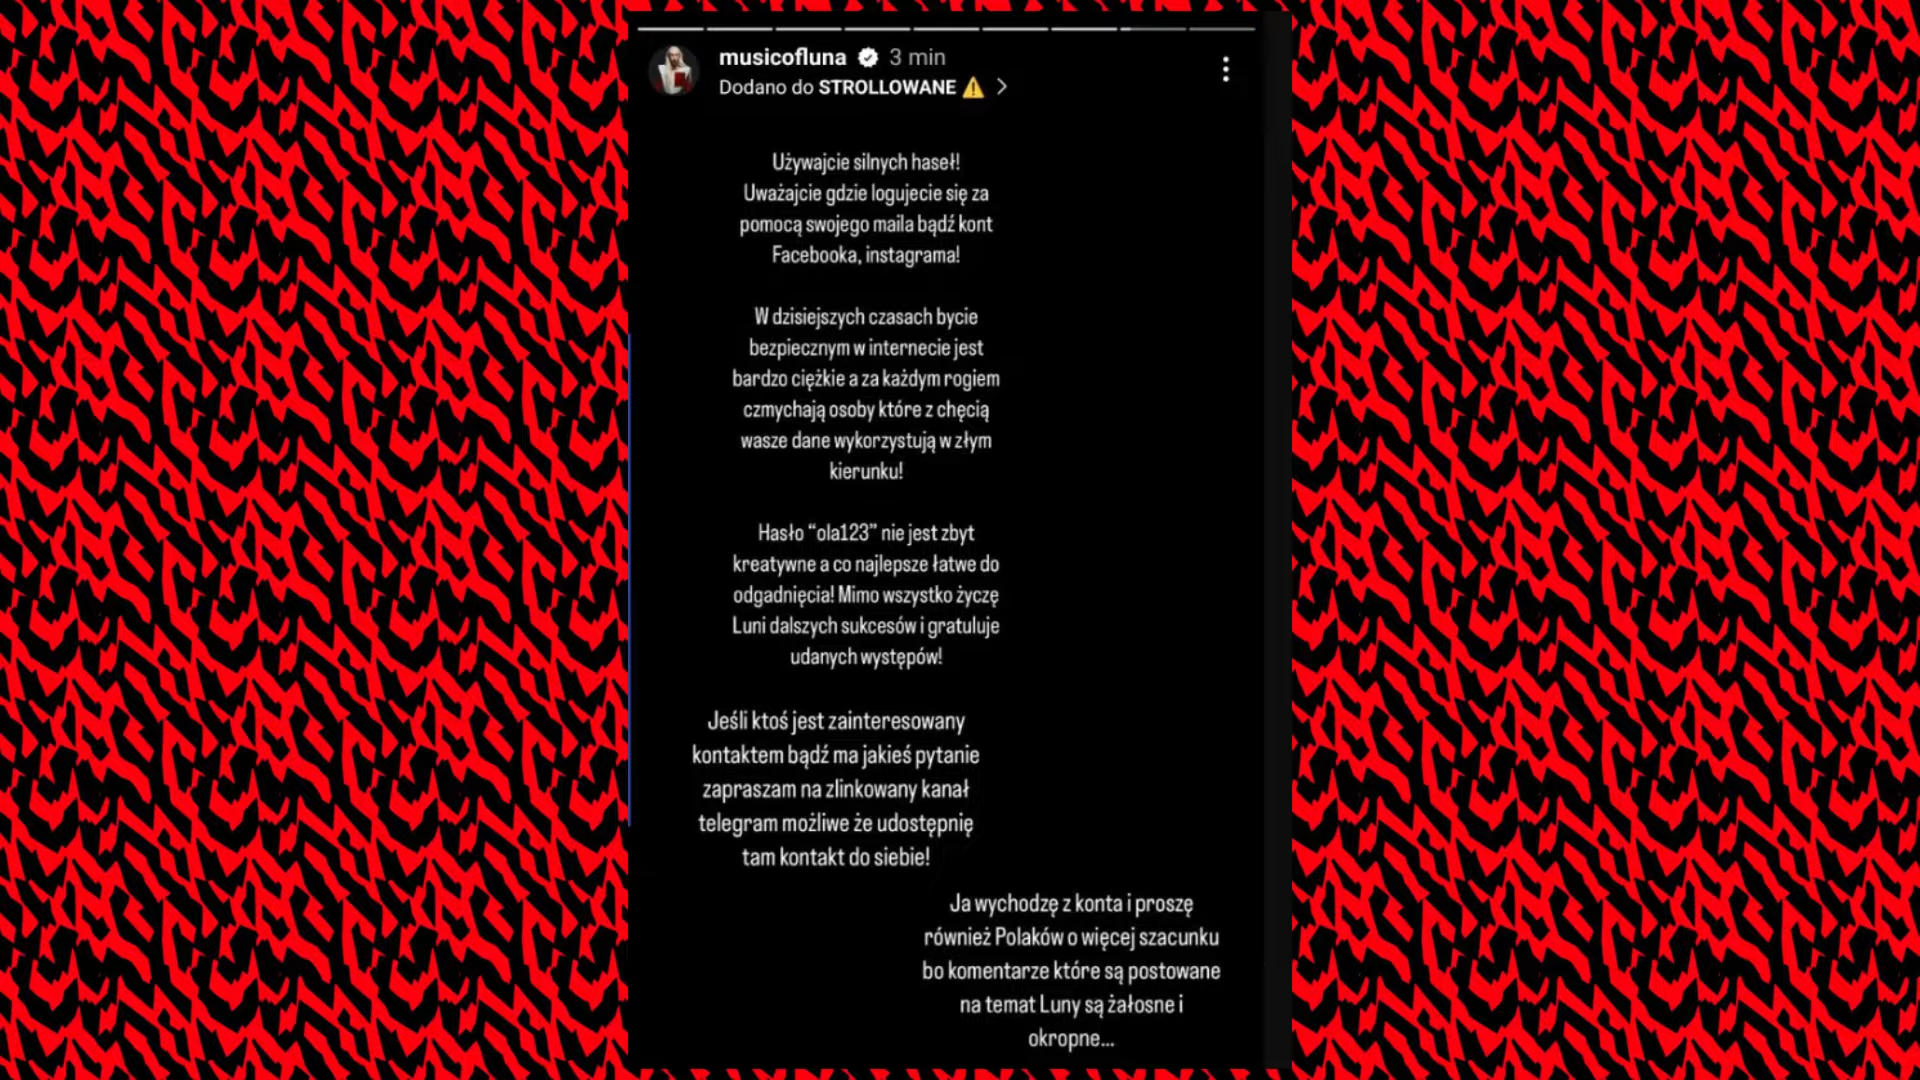 musicofluna 3 min
Dodano do STROLLOWANE ⚠️ >
Używajcie silnych haseł!
Uważajcie gdzie logujecie się za
pomocą swojego maila bądź kont
Facebooka, instagrama!
W dzisiejszych czasach bycie
bezpiecznym w internecie jest
bardzo ciężkie a za każdym rogiem
czmychają osoby które z chęcią
wasze dane wykorzystują w złym
kierunku!
Hasło “ola123” nie jest zbyt
kreatywne a co najlepsze łatwe do
odgadnięcia! Mimo wszystko życzę
Luni dalszych sukcesów i gratuluje
udanych występów!
Jeśli ktoś jest zainteresowany
kontaktem bądź ma jakieś pytanie
zapraszam na zlinkowany kanał
telegram możliwe że udostępnię
tam kontakt do siebie!
Ja wychodzę z konta i proszę
również Polaków o więcej szacunku
bo komentarze które są postowane
na temat Luny są żałosne i
okropne...